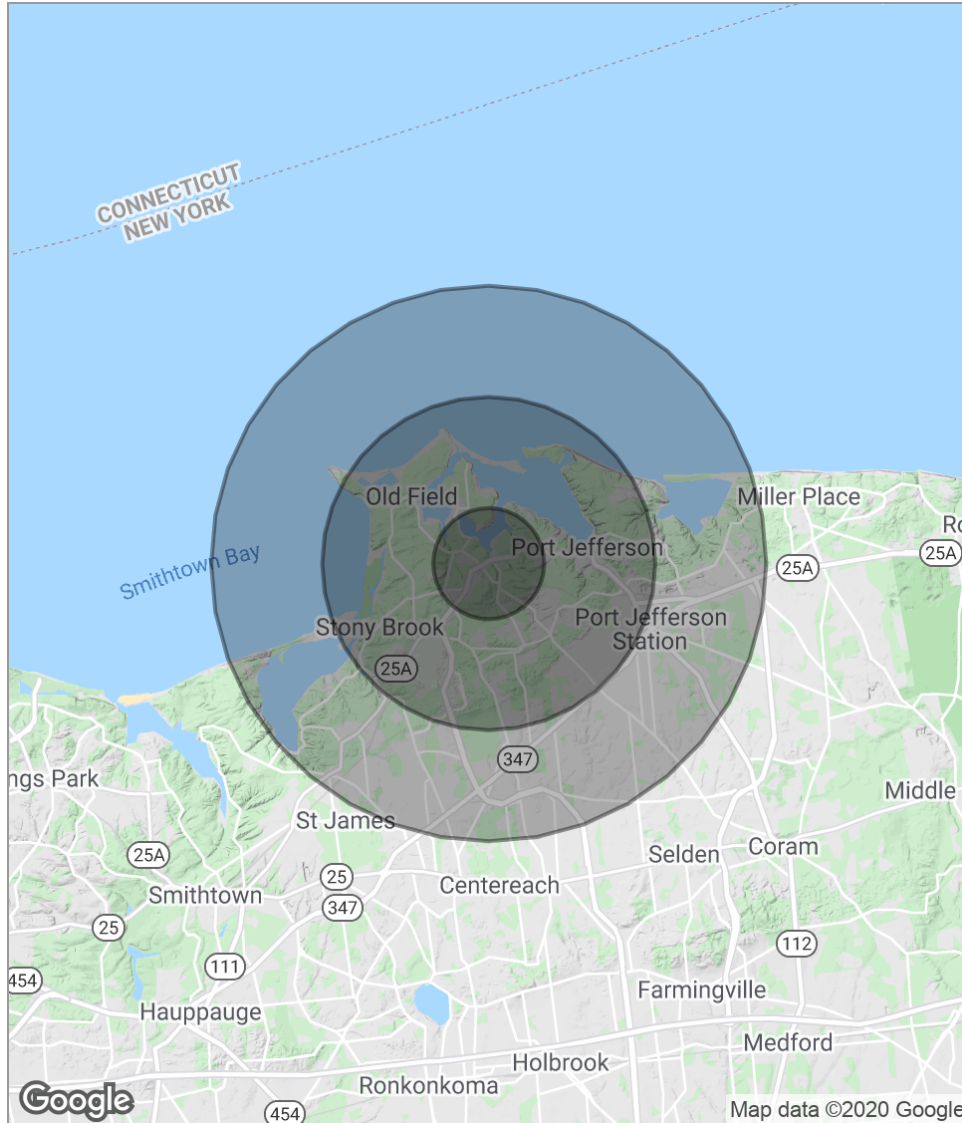 CONNECTICUT
NEW YORK
Old Field
Miller Place
Ro
Port Jefferson
25A
25A
Smithtown Bay
Stony Brook
Port Jefferson
Station
25A
347
ngs Park
Middle
St James
25A
Selden
Coram
25
Centereach
Smithtown
347
25
112
111
454
Farmingville
Hauppauge
Medford
Holbrook
Ronkonkoma
Google
454
Map data ©2020 Google